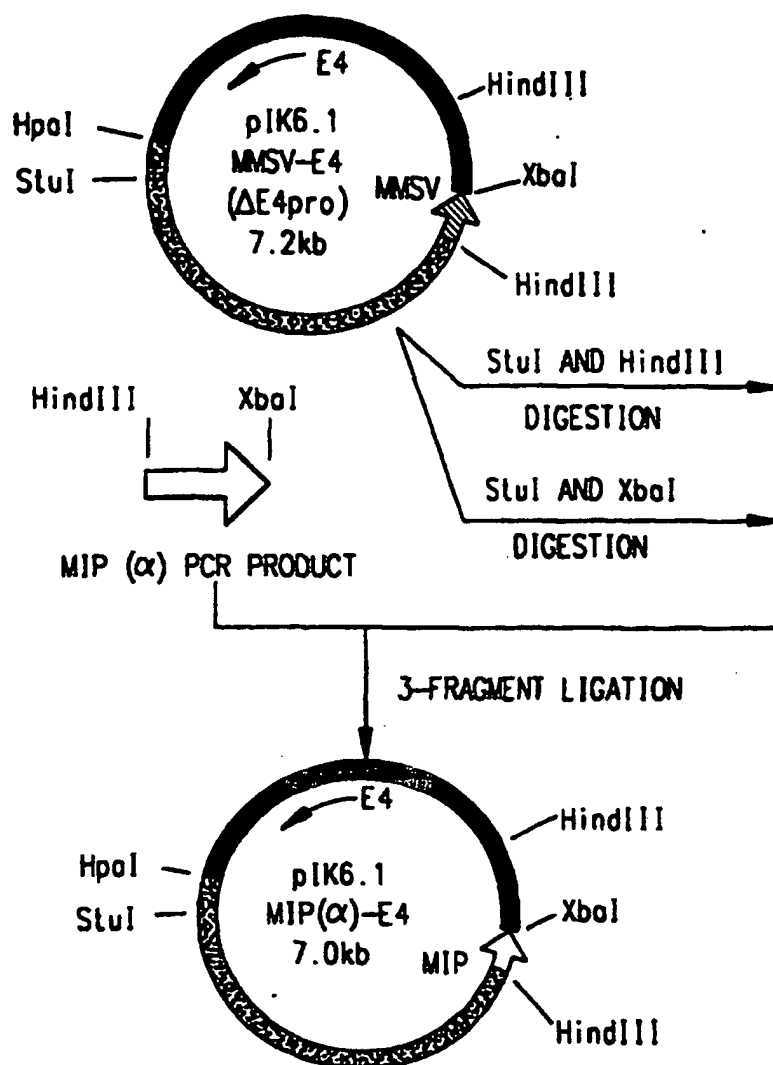 E4
HindIII
HpaI
pIK6.1
StuI
MMSV-E4
MMSV
XbaI
(ΔE4pro)
7.2kb
HindIII
StuI AND HindIII
DIGESTION
HindIII
XbaI
StuI AND XbaI
DIGESTION
MIP (α) PCR PRODUCT
3-FRAGMENT LIGATION
E4
HindIII
HpaI
pIK6.1
StuI
MIP(α)-E4
XbaI
7.0kb
MIP
HindIII